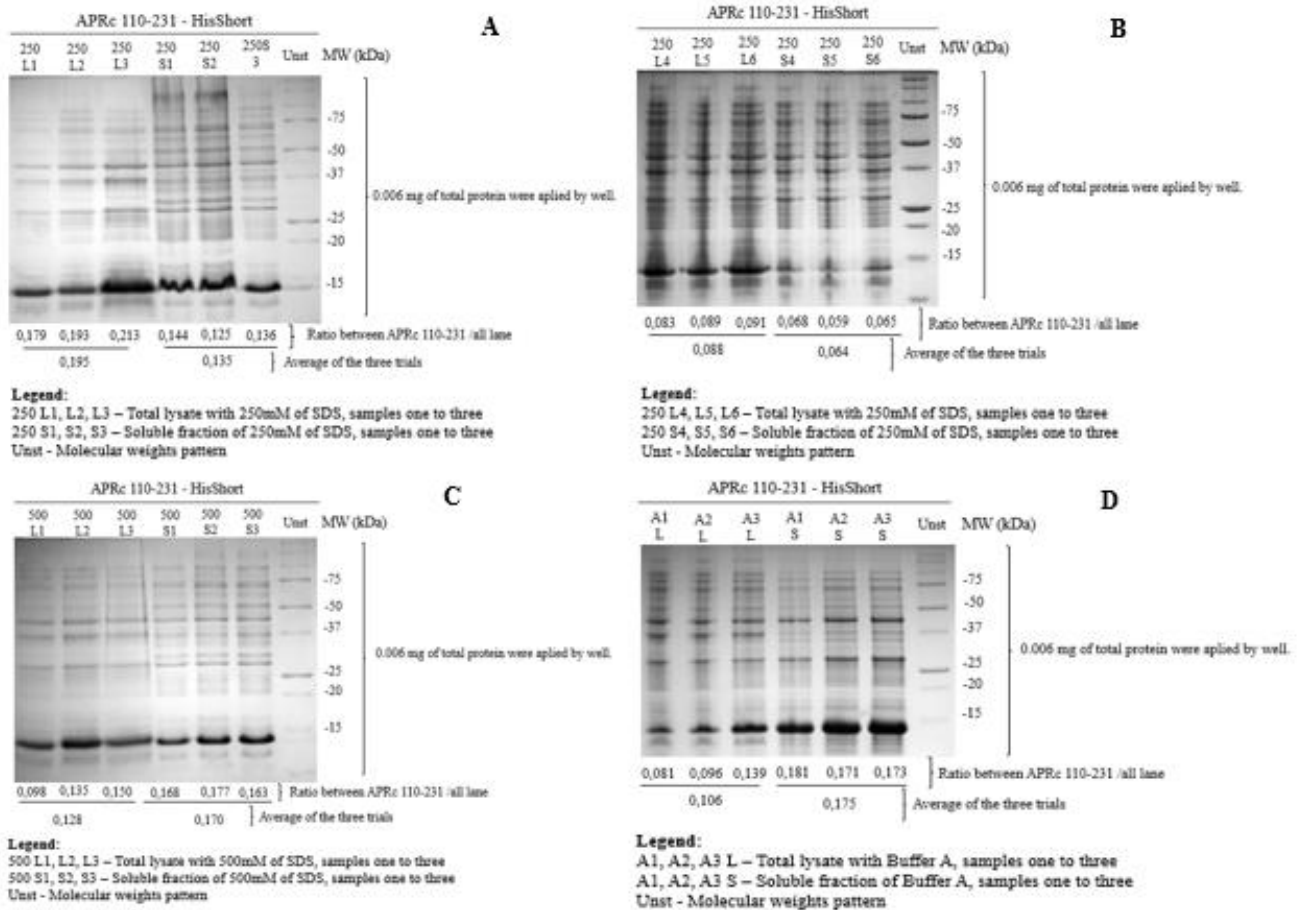 A
APRc 110-231 - HisShort
250 L1 250 L2 250 L3 250 S1 250 S2 250S 3 Unst MW (kDa)
-75
-50
-37
-25
-20
-15
0.006 mg of total protein were aplied by well.
0,179 0,193 0,213 0,144 0,125 0,136 Ratio between APRc 110-231 /all lane
0,195 0,135 Average of the three trials
Legend:
250 L1, L2, L3 – Total lysate with 250mM of SDS, samples one to three
250 S1, S2, S3 – Soluble fraction of 250mM of SDS, samples one to three
Unst - Molecular weights pattern
B
APRc 110-231 - HisShort
250 L4 250 L5 250 L6 250 S4 250 S5 250 S6 Unst MW (kDa)
-75
-50
-37
-25
-20
-15
0.006 mg of total protein were aplied by well.
0,083 0,089 0,091 0,068 0,059 0,065 Ratio between APRc 110-231 /all lane
0,088 0,064 Average of the three trials
Legend:
250 L4, L5, L6 – Total lysate with 250mM of SDS, samples one to three
250 S4, S5, S6 – Soluble fraction of 250mM of SDS, samples one to three
Unst - Molecular weights pattern
C
APRc 110-231 - HisShort
500 L1 500 L2 500 L3 500 S1 500 S2 500 S3 Unst MW (kDa)
-75
-50
-37
-25
-20
-15
0.006 mg of total protein were aplied by well.
0,098 0,135 0,150 0,168 0,177 0,163 Ratio between APRc 110-231 /all lane
0,128 0,170 Average of the three trials
Legend:
500 L1, L2, L3 – Total lysate with 500mM of SDS, samples one to three
500 S1, S2, S3 – Soluble fraction of 500mM of SDS, samples one to three
Unst - Molecular weights pattern
D
APRc 110-231 - HisShort
A1 L A2 L A3 L A1 S A2 S A3 S Unst MW (kDa)
-75
-50
-37
-25
-20
-15
0.006 mg of total protein were aplied by well.
0,081 0,096 0,139 0,181 0,171 0,173 Ratio between APRc 110-231 /all lane
0,106 0,175 Average of the three trials
Legend:
A1, A2, A3 L – Total lysate with Buffer A, samples one to three
A1, A2, A3 S – Soluble fraction of Buffer A, samples one to three
Unst - Molecular weights pattern